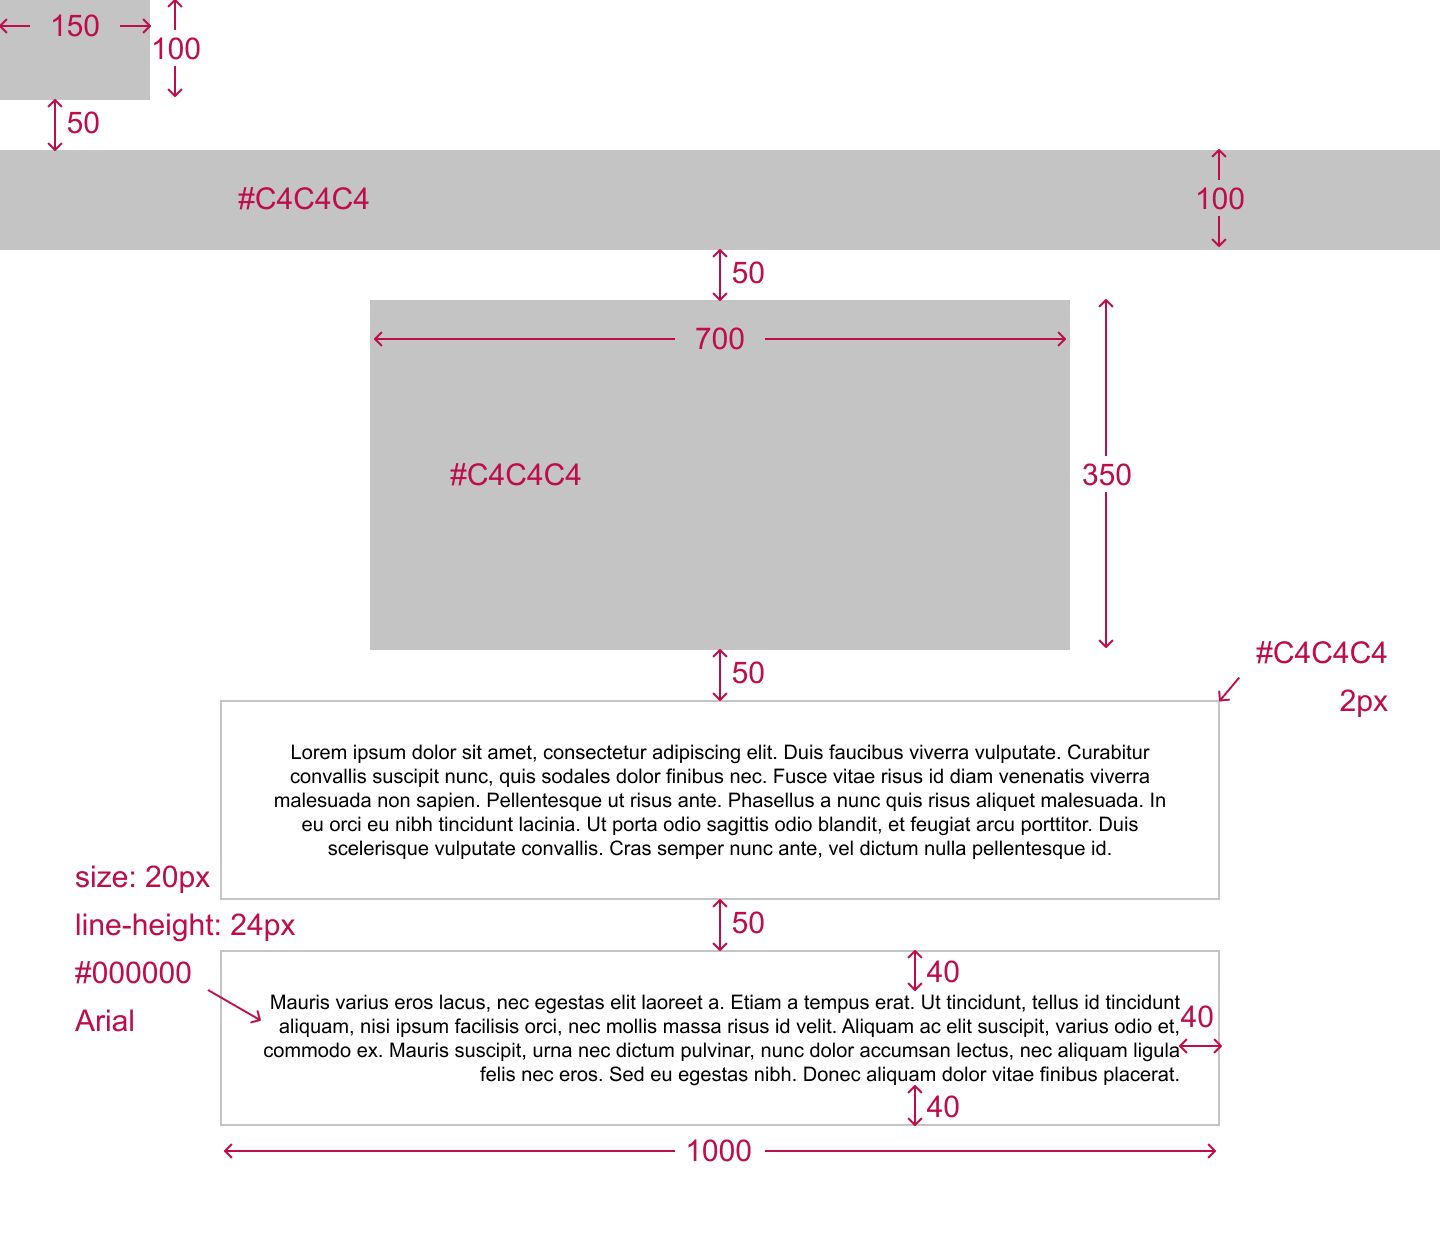 150
100
50
#C4C4C4
100
50
700
#C4C4C4
350
50
#C4C4C4
2px
Lorem ipsum dolor sit amet, consectetur adipiscing elit. Duis faucibus viverra vulputate. Curabitur
convallis suscipit nunc, quis sodales dolor finibus nec. Fusce vitae risus id diam venenatis viverra
malesuada non sapien. Pellentesque ut risus ante. Phasellus a nunc quis risus aliquet malesuada. In
eu orci eu nibh tincidunt lacinia. Ut porta odio sagittis odio blandit, et feugiat arcu porttitor. Duis
scelerisque vulputate convallis. Cras semper nunc ante, vel dictum nulla pellentesque id.
size: 20px
line-height: 24px
#000000
Arial
50
40
Mauris varius eros lacus, nec egestas elit laoreet a. Etiam a tempus erat. Ut tincidunt, tellus id tincidunt
aliquam, nisi ipsum facilisis orci, nec mollis massa risus id velit. Aliquam ac elit suscipit, varius odio et,
commodo ex. Mauris suscipit, urna nec dictum pulvinar, nunc dolor accumsan lectus, nec aliquam ligula
felis nec eros. Sed eu egestas nibh. Donec aliquam dolor vitae finibus placerat.
40
40
1000